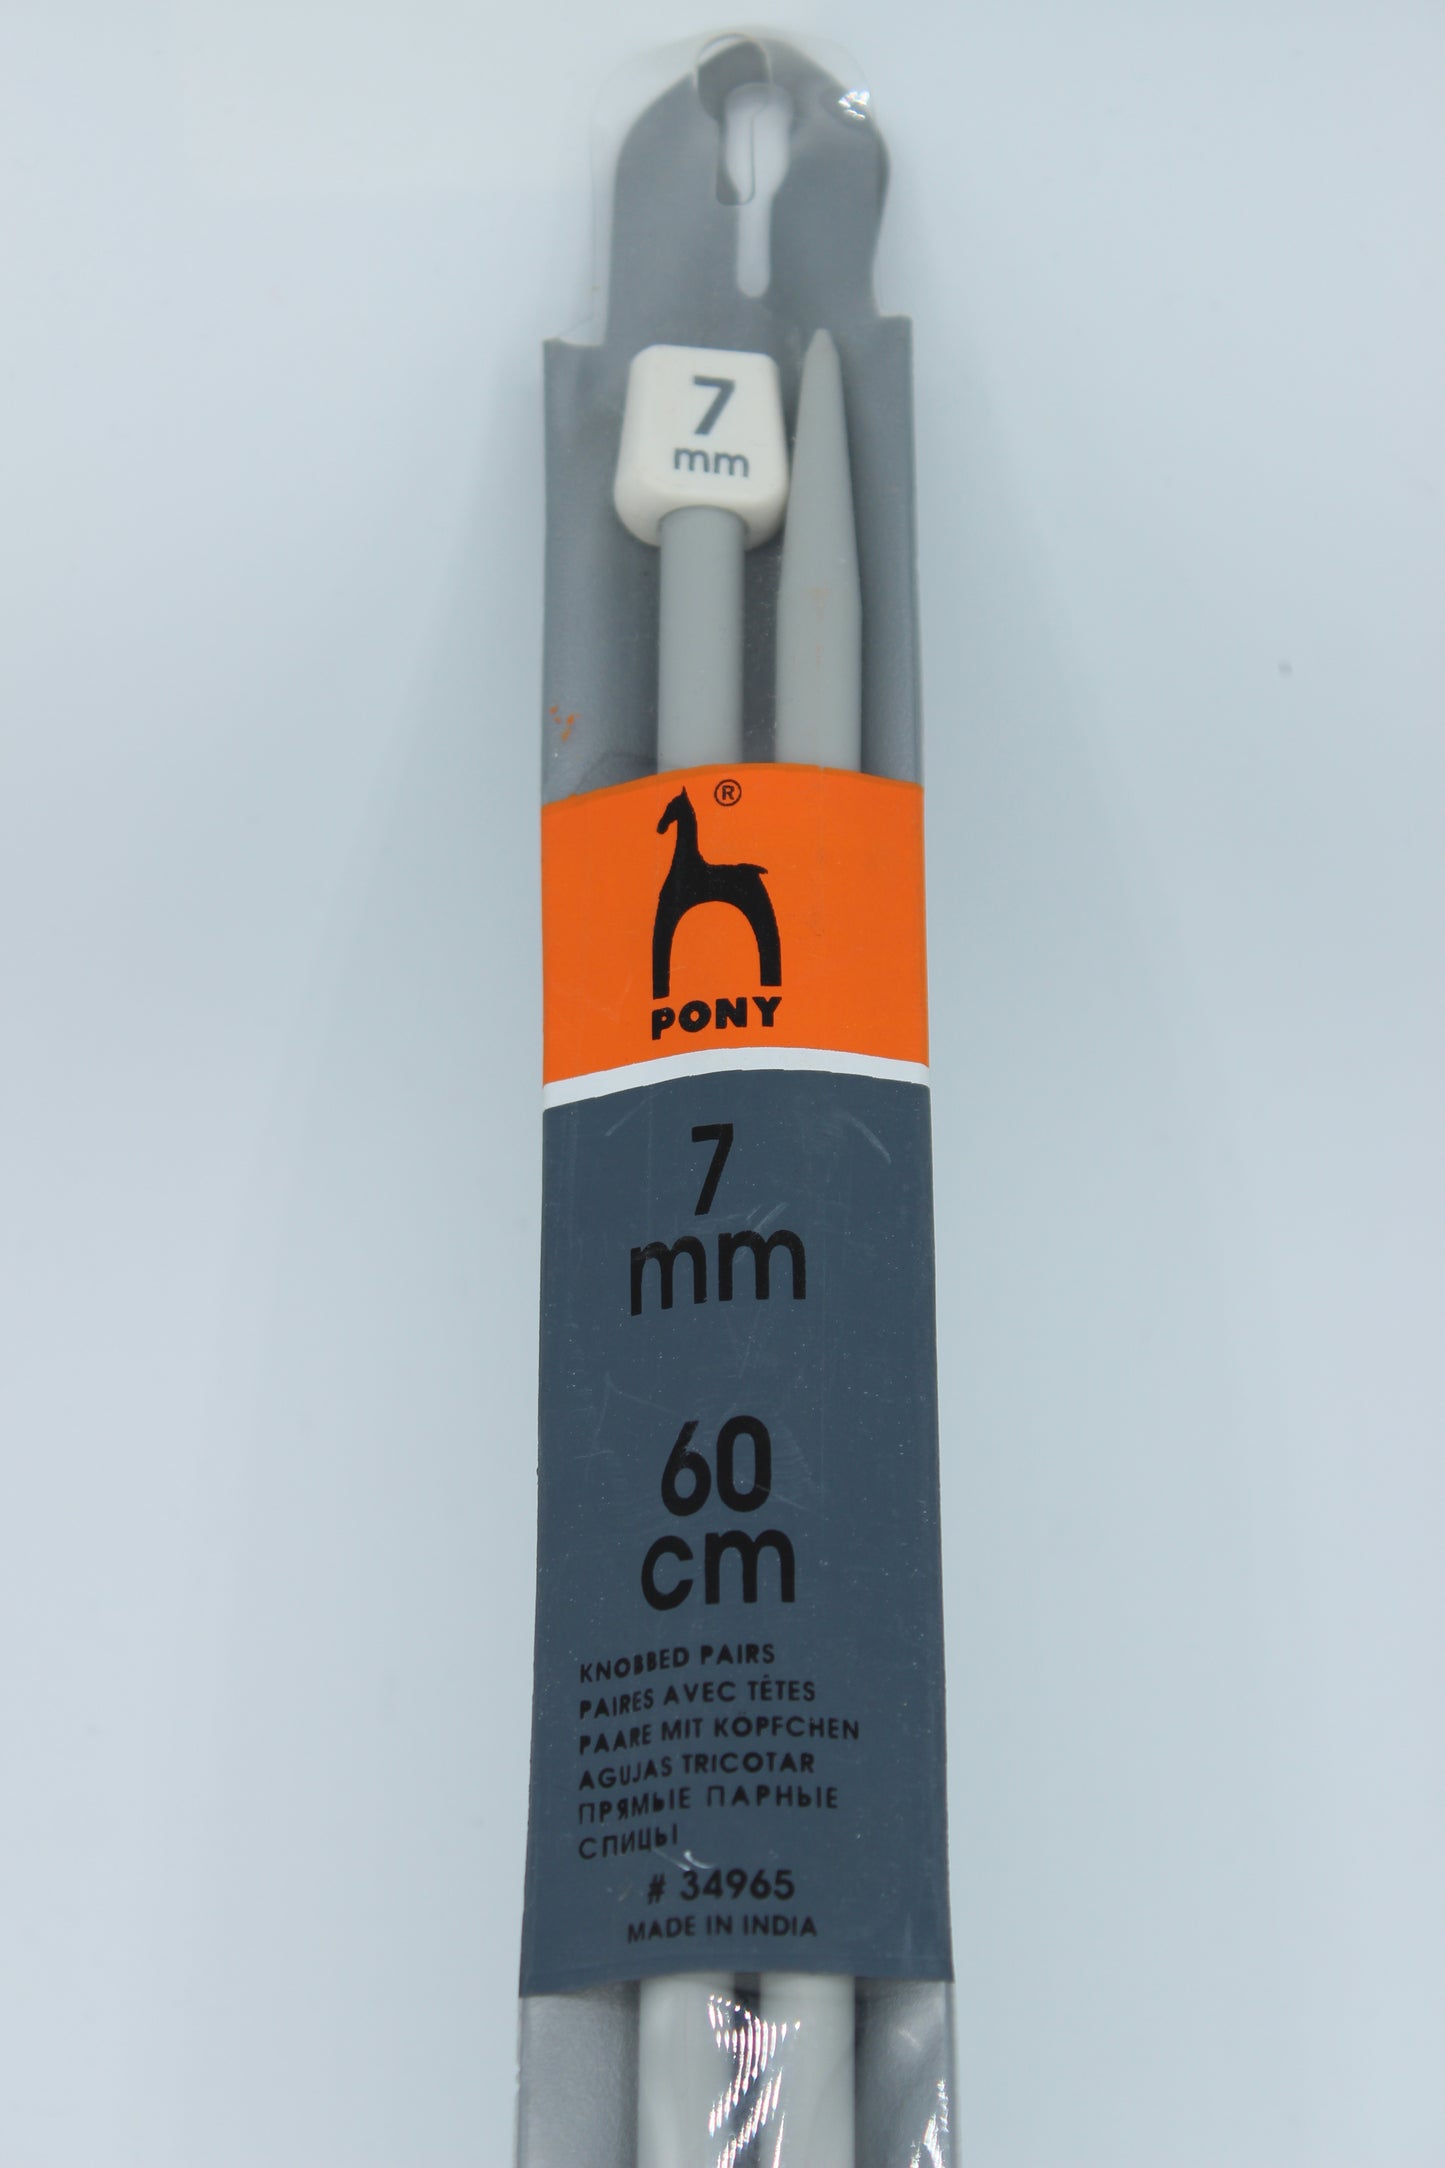 7
mm
®
PONY
7
mm
60
cm
KNOBBED PAIRS
PAIRES AVEC TÊTES
PAARE MIT KÖPFCHEN
AGUJAS TRICOTAR
ПРЯМЫЕ ПАРНЫЕ
СПИЦЫ
# 34965
MADE IN INDIA